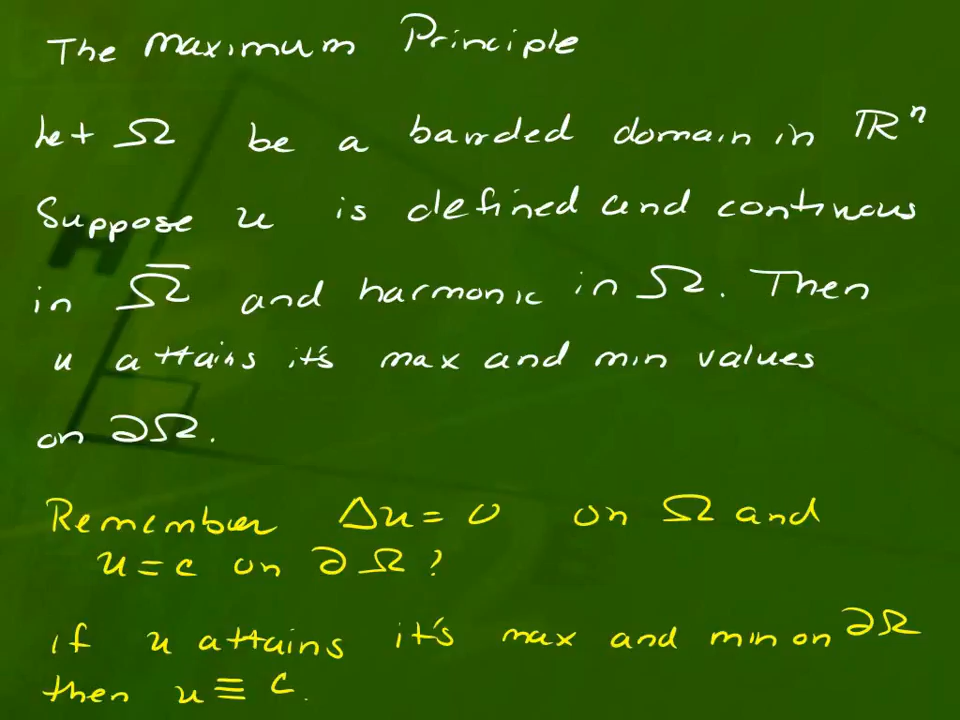 The Maximum Principle
Let Ω be a bounded domain in ℝⁿ
Suppose u is defined and continuous
in Ω̅ and harmonic in Ω. Then
u attains it's max and min values
on ∂Ω.
Remember Δu = 0 on Ω and
u = c on ∂Ω?
If u attains it's max and min on ∂Ω
then u ≡ c.